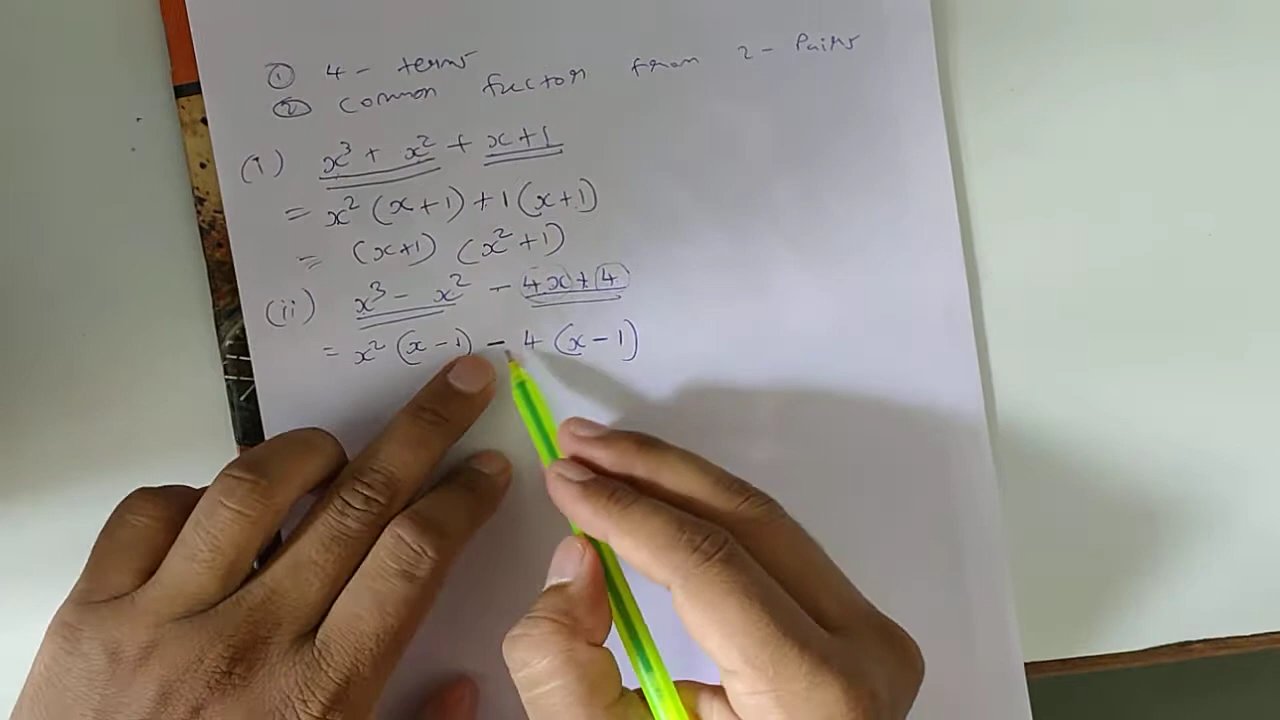 ① 4 - terms
② common factor from 2 - Pairs
(i) x³ + x² + x+1
= x² (x+1) +1 (x+1)
= (x+1) (x²+1)
(ii) x³ - x² - 4x+4
= x² (x-1) - 4 (x-1)